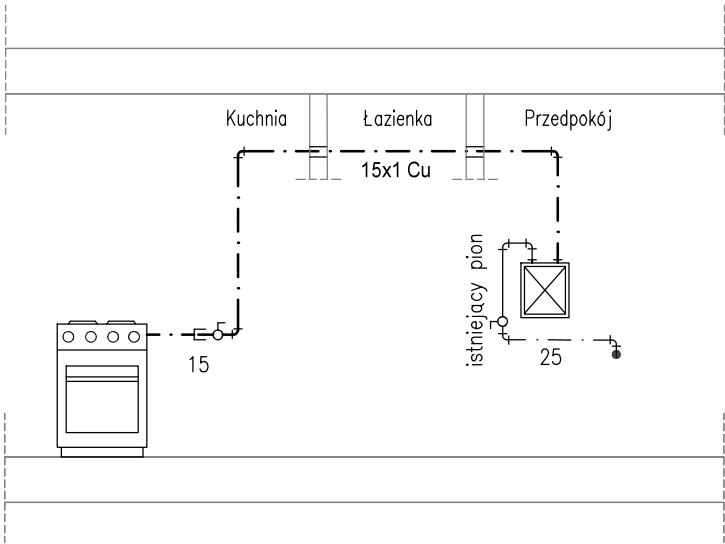 Kuchnia
Łazienka
Przedpokój
15x1 Cu
istniejący pion
15
25